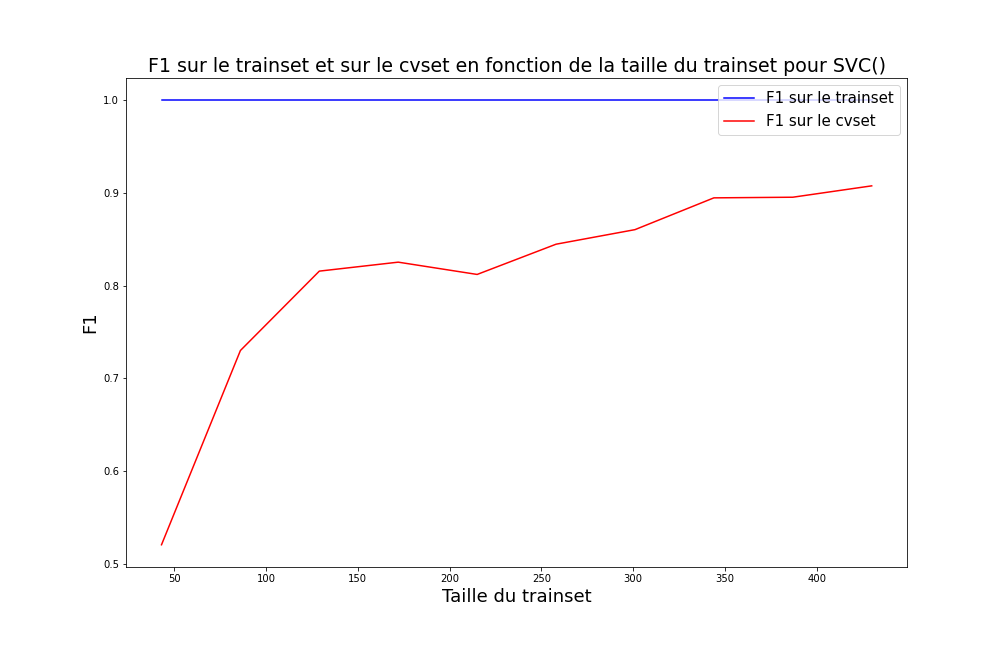 F1 sur le trainset et sur le cvset en fonction de la taille du trainset pour SVC()
F1 sur le trainset
F1 sur le cvset
1.0
0.9
0.8
0.7
0.6
0.5
F1
50 100 150 200 250 300 350 400
Taille du trainset